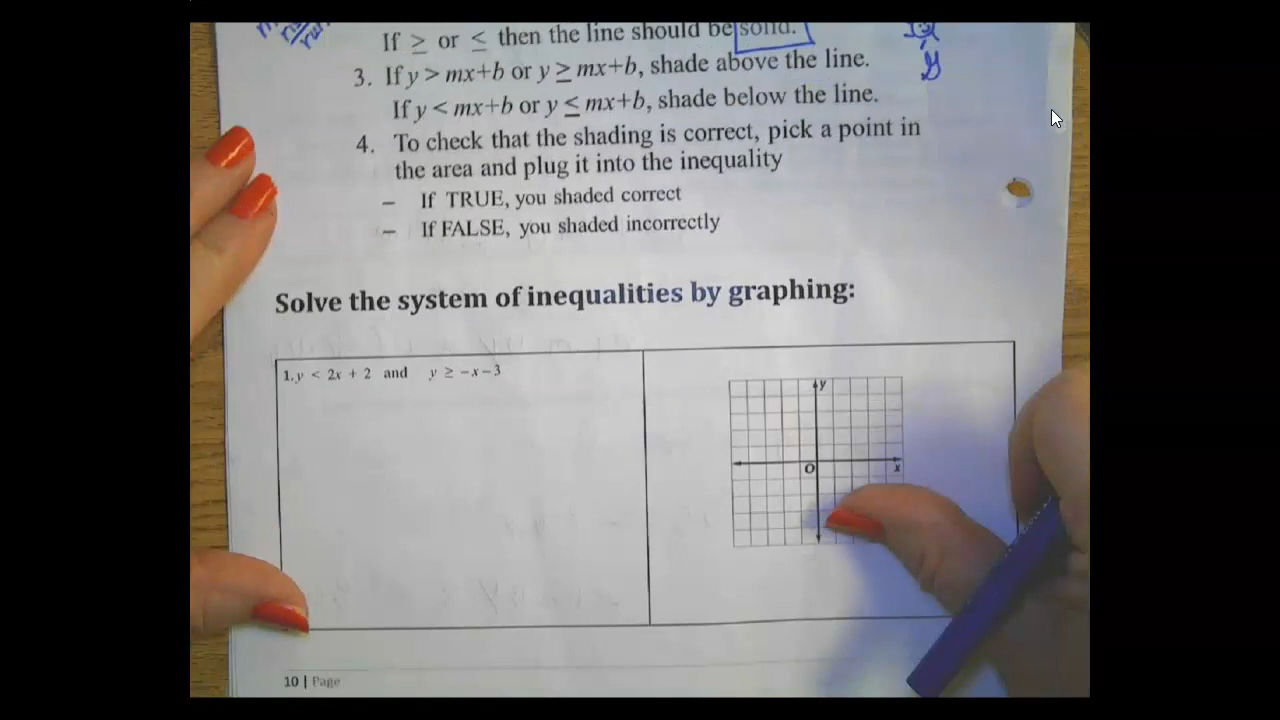 If ≥ or ≤ then the line should be solid.
3. If y > mx+b or y ≥ mx+b, shade above the line.
If y < mx+b or y ≤ mx+b, shade below the line.
4. To check that the shading is correct, pick a point in
the area and plug it into the inequality
– If TRUE, you shaded correct
– If FALSE, you shaded incorrectly
Solve the system of inequalities by graphing:
1. y < 2x + 2 and y ≥ -x-3
y
O
x
10 | Page